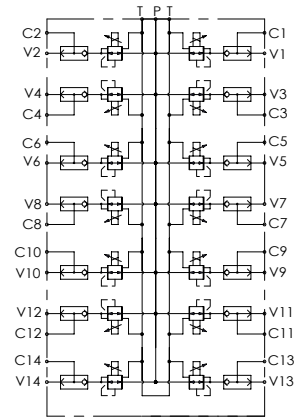 T P T
C2 C1
V2 V1
V4 V3
C4 C3
C6 C5
V6 V5
V8 V7
C8 C7
C10 C9
V10 V9
V12 V11
C12 C11
C14 C13
V14 V13